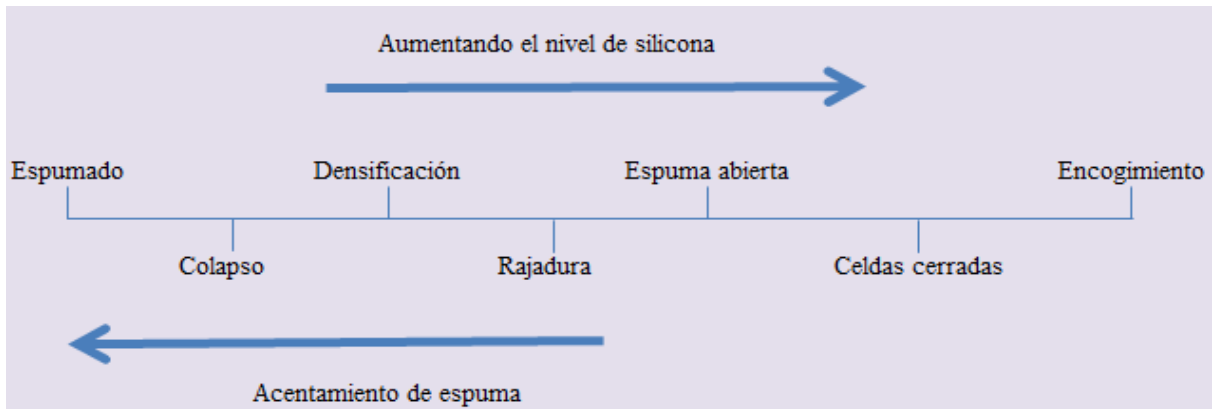 Aumentando el nivel de silicona
Espumado Densificación Espuma abierta Encogimiento
Colapso Rajadura Celdas cerradas
Acentamiento de espuma